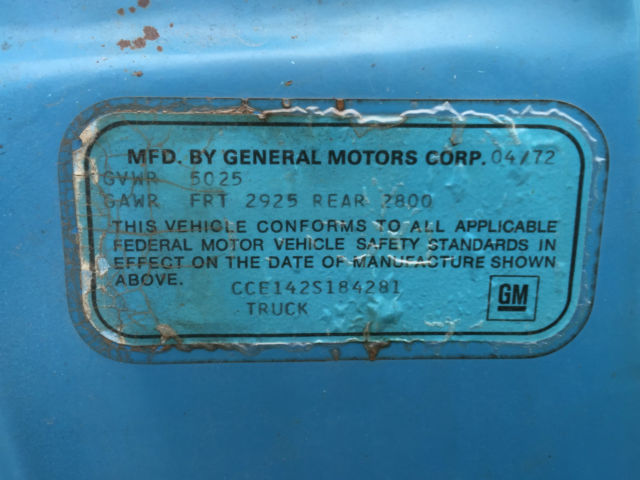 MFD. BY GENERAL MOTORS CORP. 04/72
GVWR 5025
GAWR FRT 2925 REAR 2800
THIS VEHICLE CONFORMS TO ALL APPLICABLE
FEDERAL MOTOR VEHICLE SAFETY STANDARDS IN
EFFECT ON THE DATE OF MANUFACTURE SHOWN
ABOVE.
CCE142S184281
TRUCK
GM